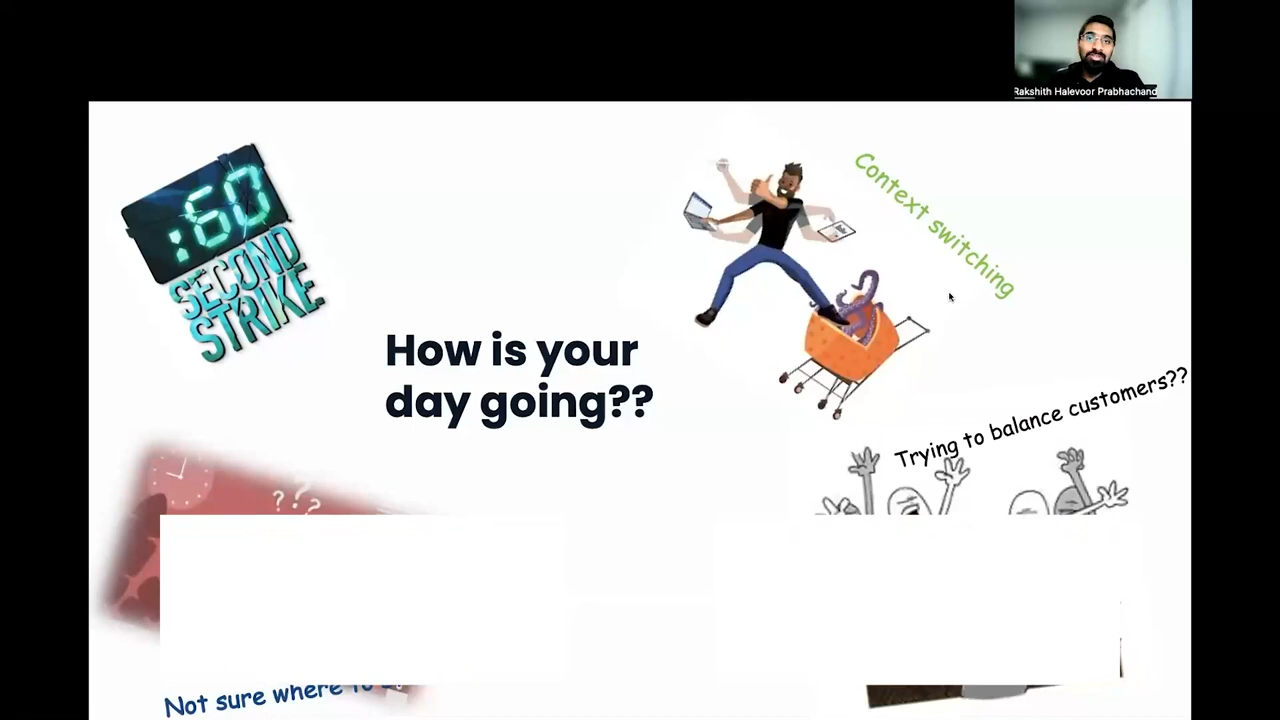 Rakshith Halevoor Prabhachand
:60
SECOND
STRIKE
Context switching
How is your
day going??
Trying to balance customers??
???
Not sure where to